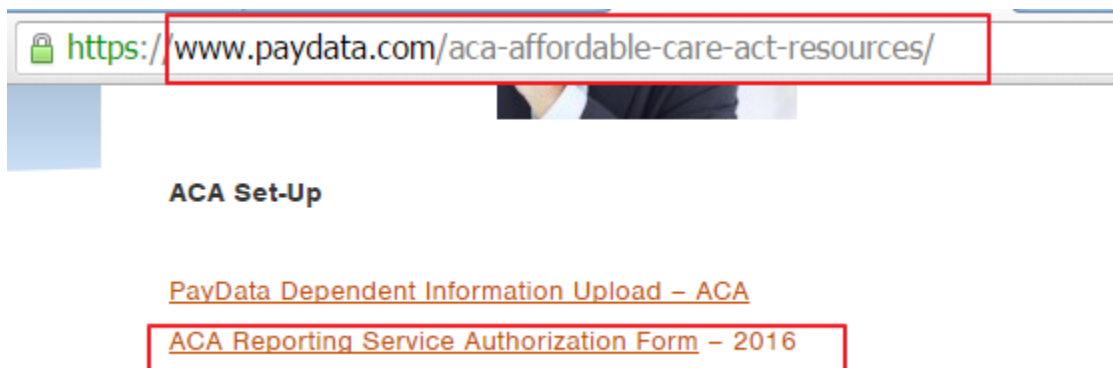 https://www.paydata.com/aca-affordable-care-act-resources/
ACA Set-Up
PayData Dependent Information Upload – ACA
ACA Reporting Service Authorization Form – 2016